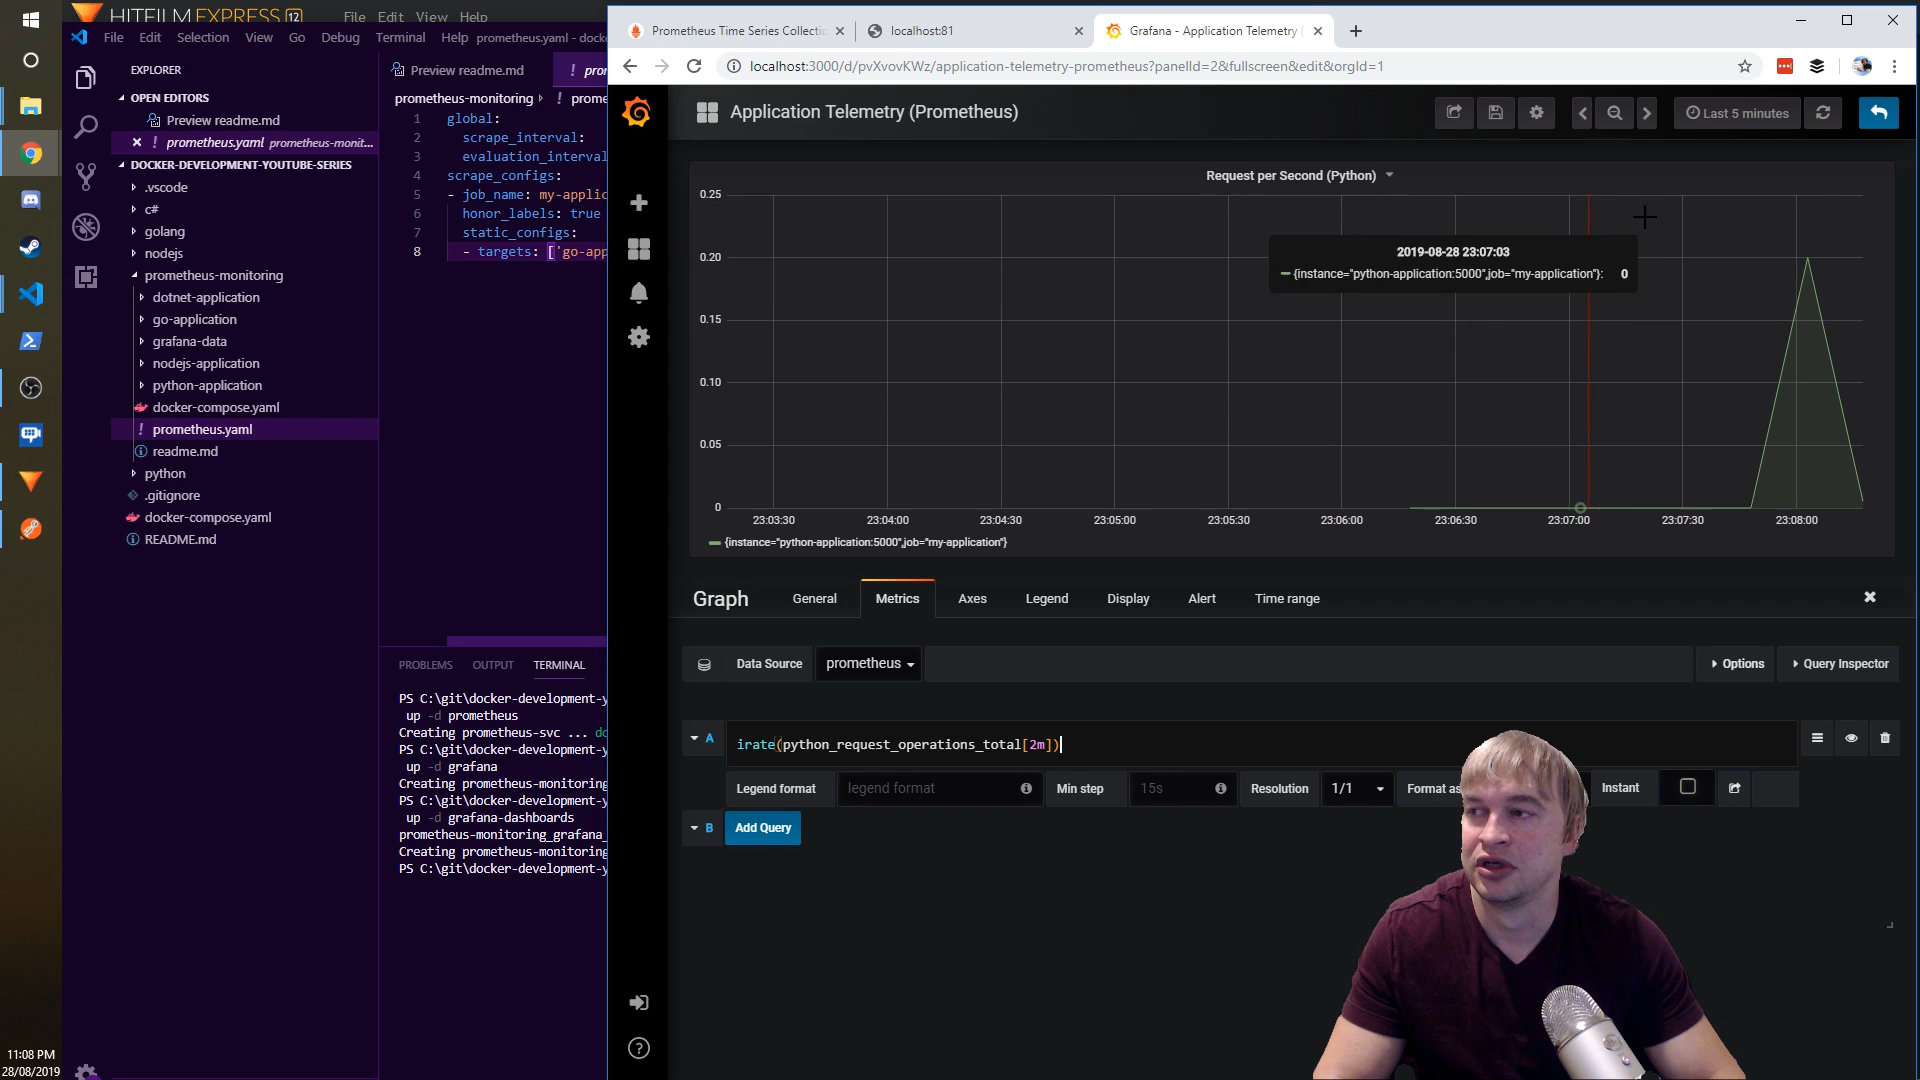 HITFILM EXPRESS 12
File Edit View Help
File Edit Selection View Go Debug Terminal Help prometheus.yaml - docke
EXPLORER
OPEN EDITORS
Preview readme.md
prometheus.yaml prometheus-monit...
DOCKER-DEVELOPMENT-YOUTUBE-SERIES
.vscode
c#
golang
nodejs
prometheus-monitoring
dotnet-application
go-application
grafana-data
nodejs-application
python-application
docker-compose.yaml
prometheus.yaml
readme.md
python
.gitignore
docker-compose.yaml
README.md
Preview readme.md
prometheus-monitoring
1 global:
2 scrape_interval:
3 evaluation_interval
4 scrape_configs:
5 - job_name: my-applic
6 honor_labels: true
7 static_configs:
8 - targets: ['go-app
PROBLEMS OUTPUT TERMINAL
PS C:\git\docker-development-y
up -d prometheus
Creating prometheus-svc ... do
PS C:\git\docker-development-y
up -d grafana
Creating prometheus-monitoring
PS C:\git\docker-development-y
up -d grafana-dashboards
prometheus-monitoring_grafana_
Creating prometheus-monitoring
PS C:\git\docker-development-y
Prometheus Time Series Collectio
localhost:81
Grafana - Application Telemetry (
localhost:3000/d/pvXvovKWz/application-telemetry-prometheus?panelId=2&fullscreen&edit&orgId=1
Application Telemetry (Prometheus)
Last 5 minutes
Request per Second (Python)
0.25
0.20
0.15
0.10
0.05
0
2019-08-28 23:07:03
{instance="python-application:5000",job="my-application"}: 0
23:03:30 23:04:00 23:04:30 23:05:00 23:05:30 23:06:00 23:06:30 23:07:00 23:07:30 23:08:00
{instance="python-application:5000",job="my-application"}
Graph General Metrics Axes Legend Display Alert Time range
Data Source prometheus Options Query Inspector
A irate(python_request_operations_total[2m])
Legend format legend format Min step 15s Resolution 1/1 Format as Instant
B Add Query
11:08 PM
28/08/2019